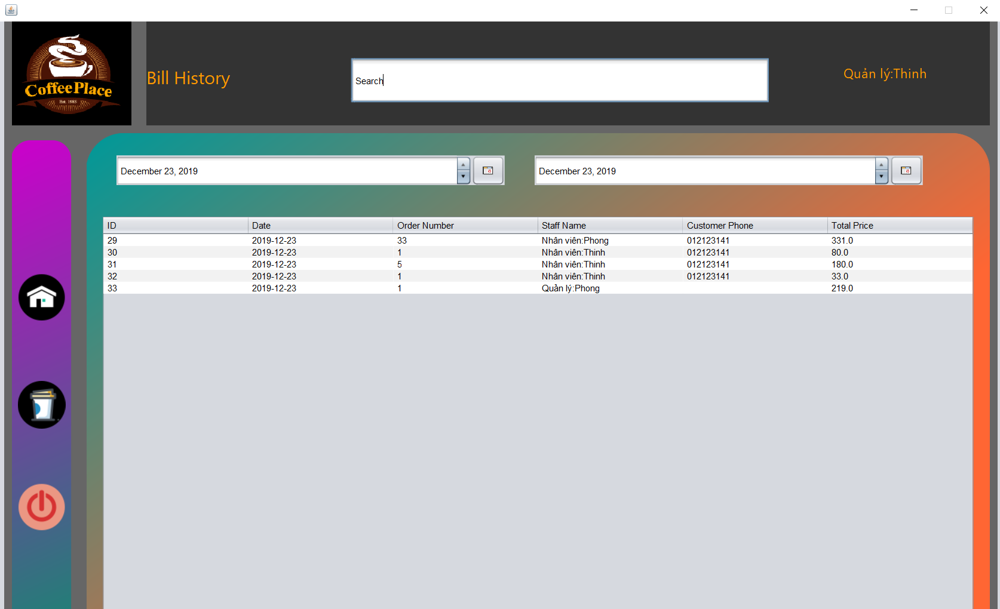 CoffeePlace
Est. 1983
Bill History
Search
Quản lý:Thinh
December 23, 2019
December 23, 2019
ID Date Order Number Staff Name Customer Phone Total Price
29 2019-12-23 33 Nhân viên:Phong 012123141 331.0
30 2019-12-23 1 Nhân viên:Thinh 012123141 80.0
31 2019-12-23 5 Nhân viên:Thinh 012123141 180.0
32 2019-12-23 1 Nhân viên:Thinh 012123141 33.0
33 2019-12-23 1 Quản lý:Phong 219.0